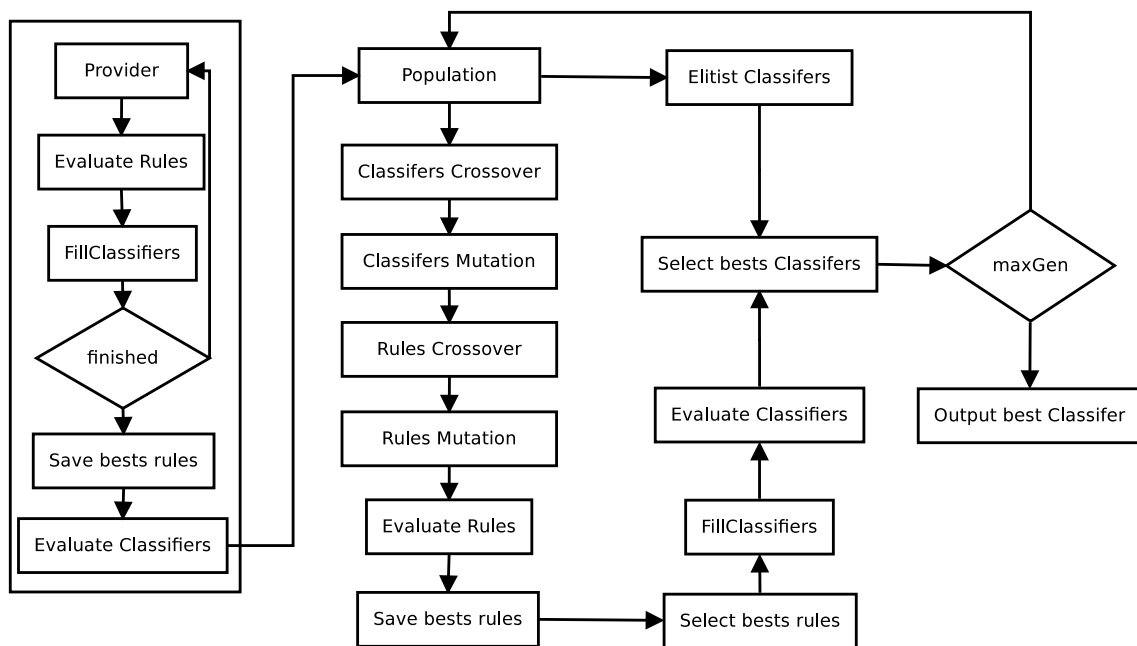 Provider
Evaluate Rules
FillClassifiers
finished
Save bests rules
Evaluate Classifiers
Population
Classifers Crossover
Classifers Mutation
Rules Crossover
Rules Mutation
Evaluate Rules
Save bests rules
Elitist Classifers
Select bests Classifers
Evaluate Classifiers
FillClassifiers
Select bests rules
maxGen
Output best Classifer